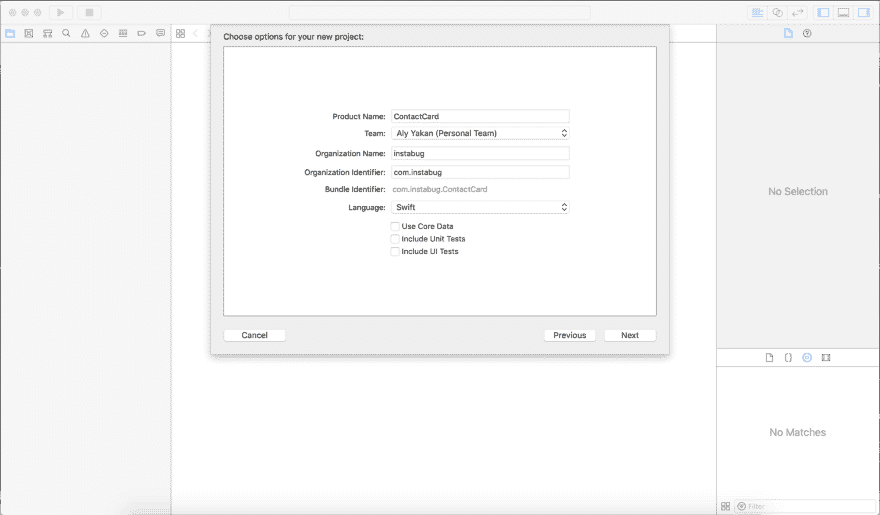 Choose options for your new project:
Product Name: ContactCard
Team: Aly Yakan (Personal Team)
Organization Name: instabug
Organization Identifier: com.instabug
Bundle Identifier: com.instabug.ContactCard
Language: Swift
Use Core Data
Include Unit Tests
Include UI Tests
Cancel Previous Next
No Selection
No Matches
Filter